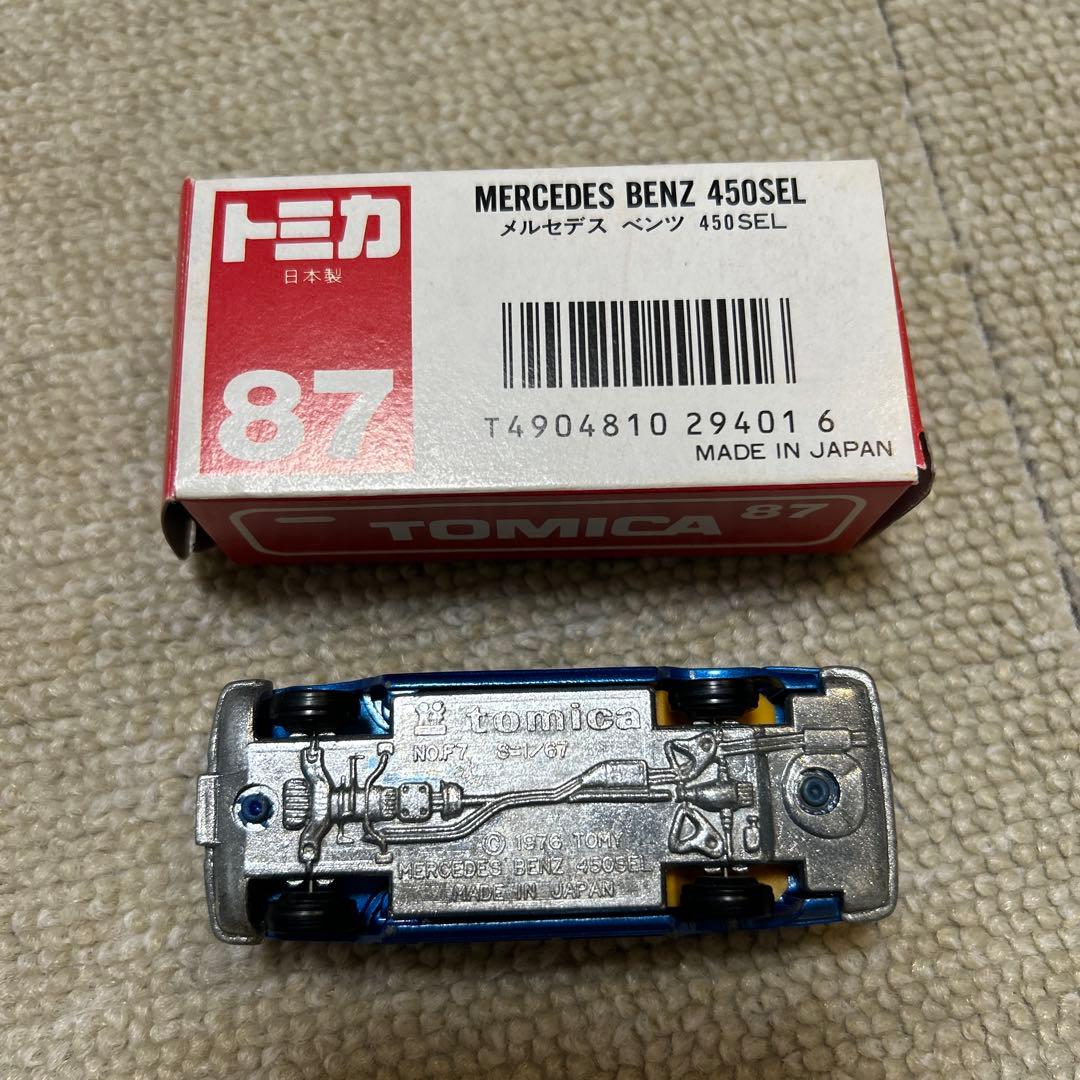 トミカ
日本製
87
MERCEDES BENZ 450SEL
メルセデス ベンツ 450SEL
T4904810 29401 6
MADE IN JAPAN
TOMICA 87
tomica
NO.F7 S=1/67
© 1976 TOMY
MERCEDES BENZ 450SEL
MADE IN JAPAN